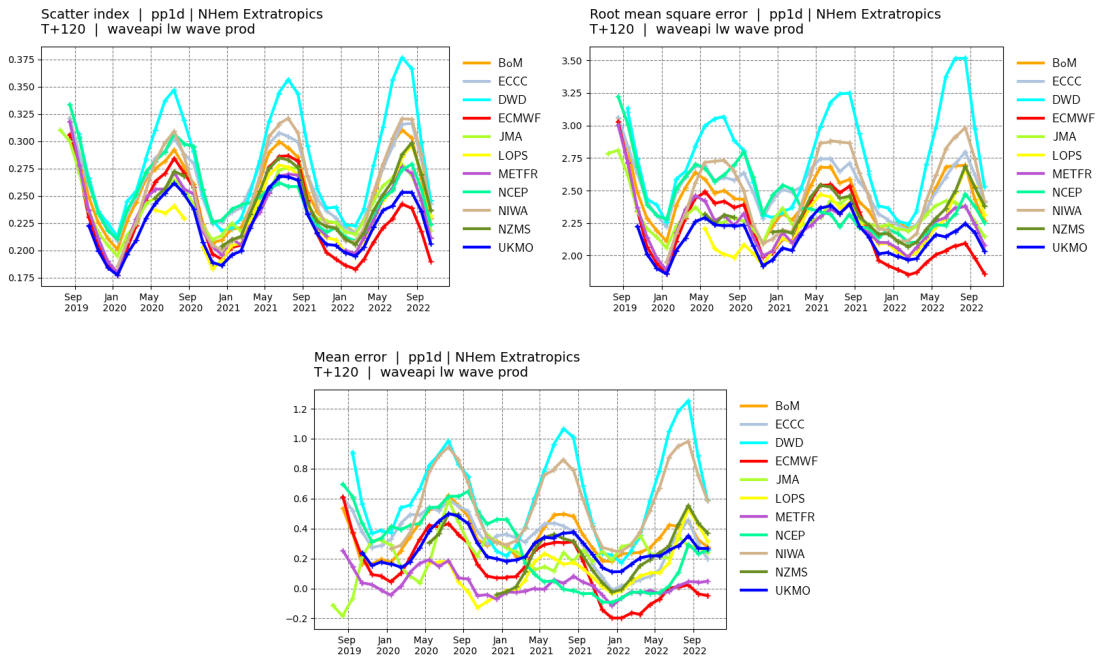 Scatter index | pp1d | NHem Extratropics
T+120 | waveapi lw wave prod
0.375
0.350
0.325
0.300
0.275
0.250
0.225
0.200
0.175
Sep 2019
Jan 2020
May 2020
Sep 2020
Jan 2021
May 2021
Sep 2021
Jan 2022
May 2022
Sep 2022
BoM
ECCC
DWD
ECMWF
JMA
LOPS
METFR
NCEP
NIWA
NZMS
UKMO
Root mean square error | pp1d | NHem Extratropics
T+120 | waveapi lw wave prod
3.50
3.25
3.00
2.75
2.50
2.25
2.00
Sep 2019
Jan 2020
May 2020
Sep 2020
Jan 2021
May 2021
Sep 2021
Jan 2022
May 2022
Sep 2022
BoM
ECCC
DWD
ECMWF
JMA
LOPS
METFR
NCEP
NIWA
NZMS
UKMO
Mean error | pp1d | NHem Extratropics
T+120 | waveapi lw wave prod
1.2
1.0
0.8
0.6
0.4
0.2
0.0
−0.2
Sep 2019
Jan 2020
May 2020
Sep 2020
Jan 2021
May 2021
Sep 2021
Jan 2022
May 2022
Sep 2022
BoM
ECCC
DWD
ECMWF
JMA
LOPS
METFR
NCEP
NIWA
NZMS
UKMO